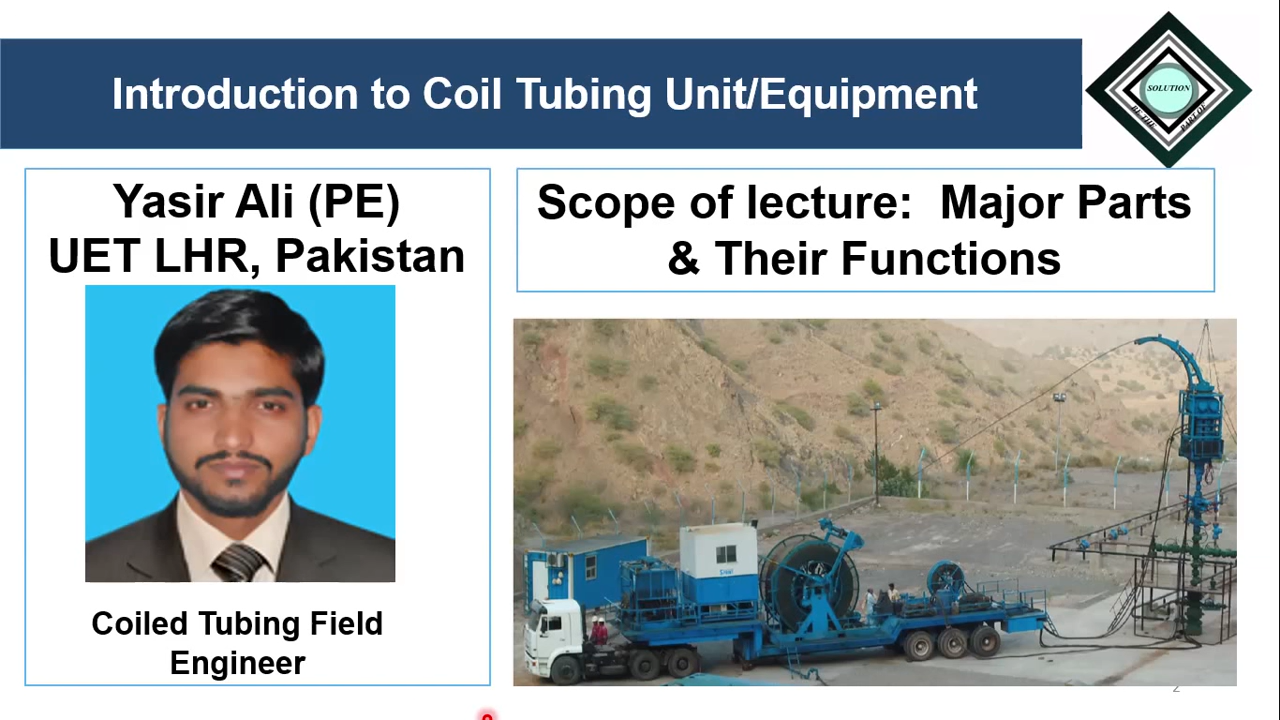 Introduction to Coil Tubing Unit/Equipment
SOLUTION
Yasir Ali (PE)
UET LHR, Pakistan
Scope of lecture: Major Parts
& Their Functions
Coiled Tubing Field
Engineer
2